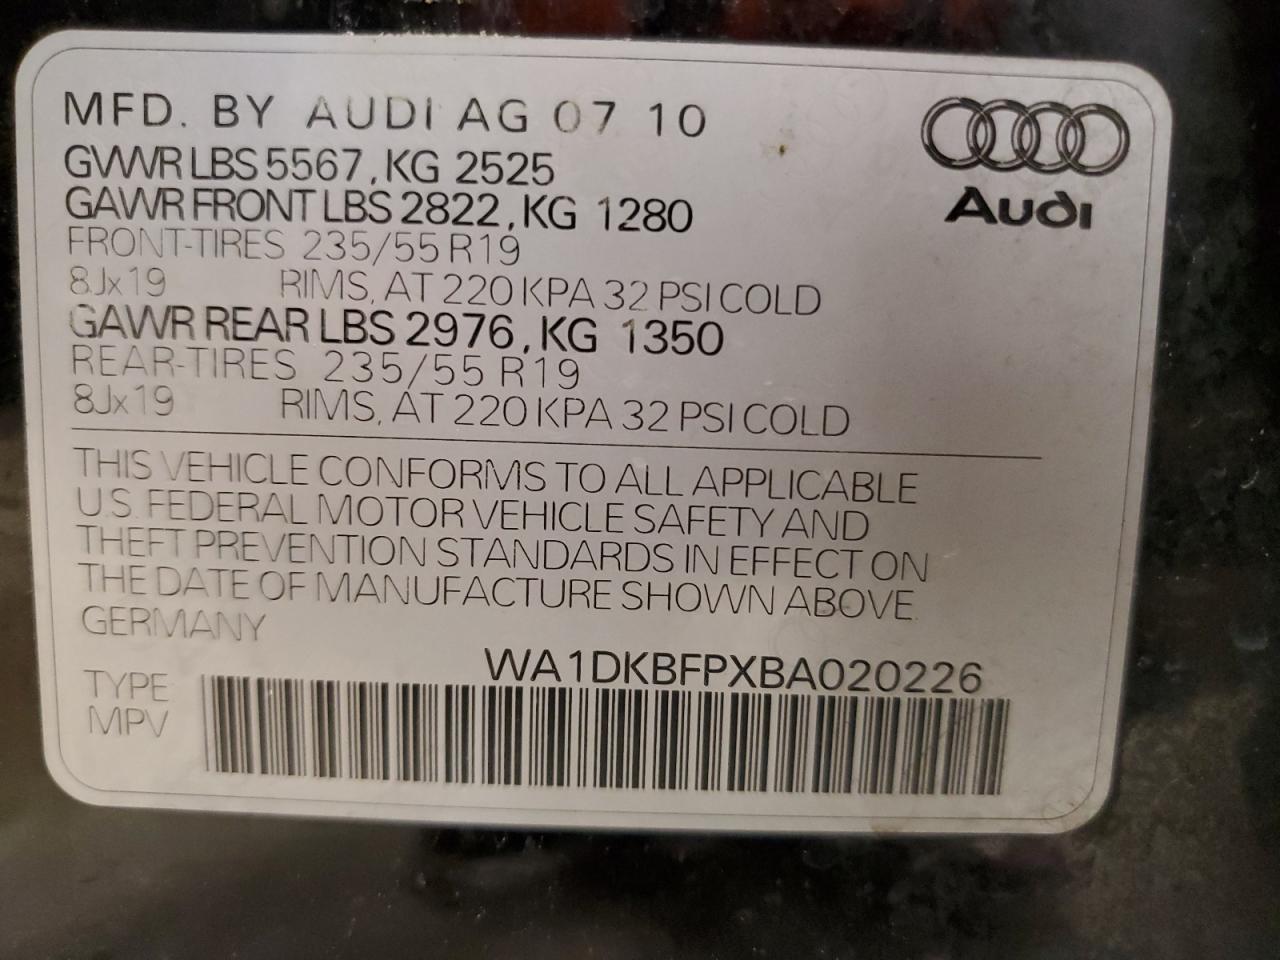 MFD. BY AUDI AG 07 10
GVWR LBS 5567, KG 2525
GAWR FRONT LBS 2822, KG 1280
FRONT-TIRES 235/55 R19
8Jx19 RIMS, AT 220 KPA 32 PSI COLD
GAWR REAR LBS 2976, KG 1350
REAR-TIRES 235/55 R19
8Jx19 RIMS, AT 220 KPA 32 PSI COLD
Audi
THIS VEHICLE CONFORMS TO ALL APPLICABLE
U.S. FEDERAL MOTOR VEHICLE SAFETY AND
THEFT PREVENTION STANDARDS IN EFFECT ON
THE DATE OF MANUFACTURE SHOWN ABOVE.
GERMANY
WA1DKBFPXBA020226
TYPE
MPV